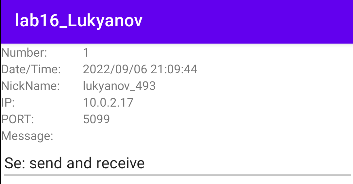 lab16_Lukyanov
Number: 1
Date/Time: 2022/09/06 21:09:44
NickName: lukyanov_493
IP: 10.0.2.17
PORT: 5099
Message:
Se: send and receive